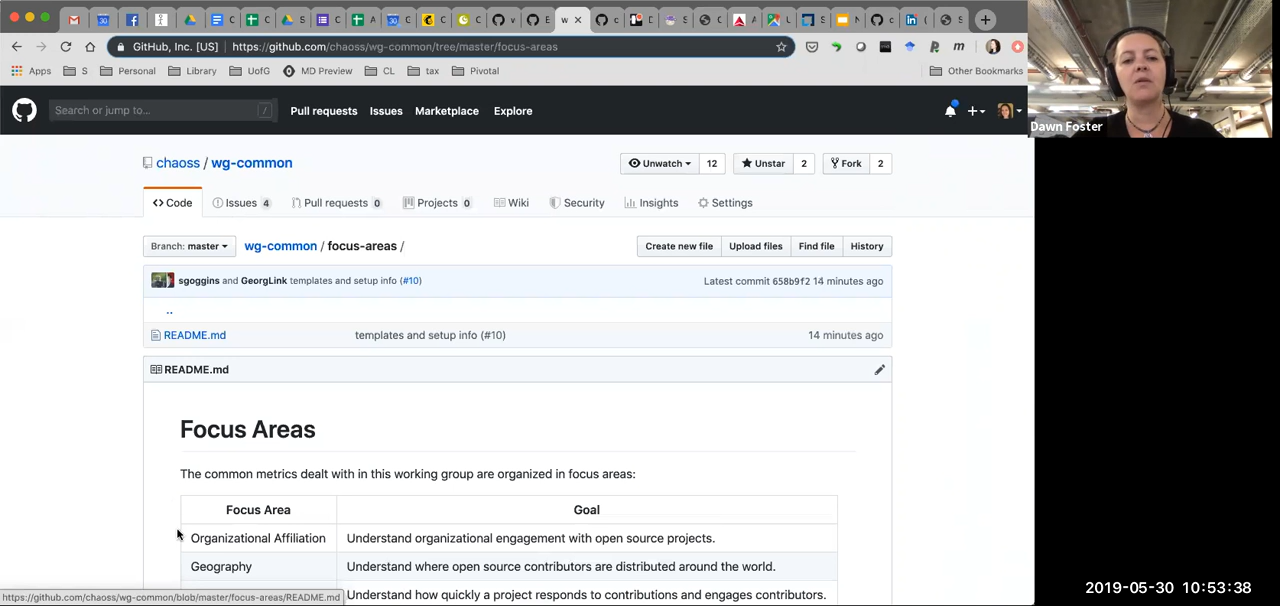 C
C
C
A
C
C
C
w
E
w
C
D
S
C
A
L
S
N
C
(
S
GitHub, Inc. [US] | https://github.com/chaoss/wg-common/tree/master/focus-areas
Apps S Personal Library UofG MD Preview CL tax Pivotal Other Bookmarks
Search or jump to... / Pull requests Issues Marketplace Explore
Dawn Foster
chaoss / wg-common Unwatch 12 Unstar 2 Fork 2
Code Issues 4 Pull requests 0 Projects 0 Wiki Security Insights Settings
Branch: master wg-common / focus-areas / Create new file Upload files Find file History
sgoggins and GeorgLink templates and setup info (#10) Latest commit 658b9f2 14 minutes ago
..
README.md templates and setup info (#10) 14 minutes ago
README.md
Focus Areas
The common metrics dealt with in this working group are organized in focus areas:
Focus Area Goal
Organizational Affiliation Understand organizational engagement with open source projects.
Geography Understand where open source contributors are distributed around the world.
Understand how quickly a project responds to contributions and engages contributors.
https://github.com/chaoss/wg-common/blob/master/focus-areas/README.md
2019-05-30 10:53:38